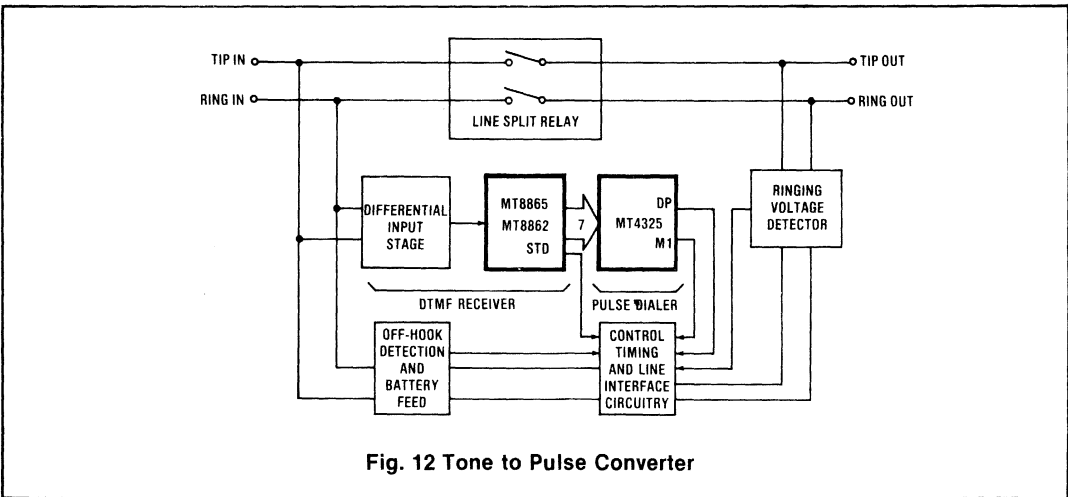 TIP IN
TIP OUT
RING IN
RING OUT
LINE SPLIT RELAY
DIFFERENTIAL
INPUT
STAGE
MT8865
MT8862
STD
7
DP
MT4325
M1
RINGING
VOLTAGE
DETECTOR
DTMF RECEIVER
PULSE DIALER
OFF-HOOK
DETECTION
AND
BATTERY
FEED
CONTROL
TIMING
AND LINE
INTERFACE
CIRCUITRY
Fig. 12 Tone to Pulse Converter